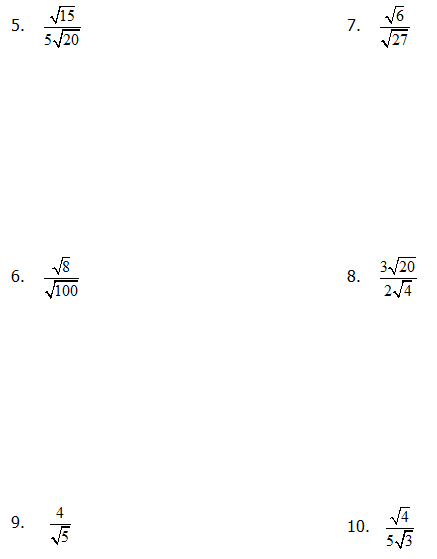 5. √15 / 5√20
7. √6 / √27
6. √8 / √100
8. 3√20 / 2√4
9. 4 / √5
10. √4 / 5√3